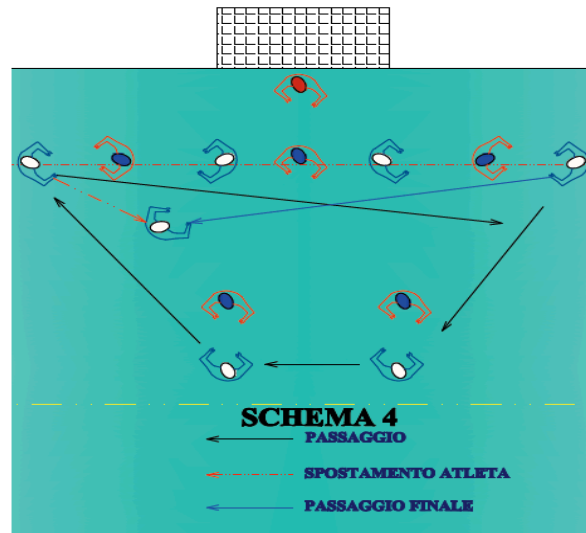 SCHEMA 4
PASSAGGIO
SPOSTAMENTO ATLETA
PASSAGGIO FINALE